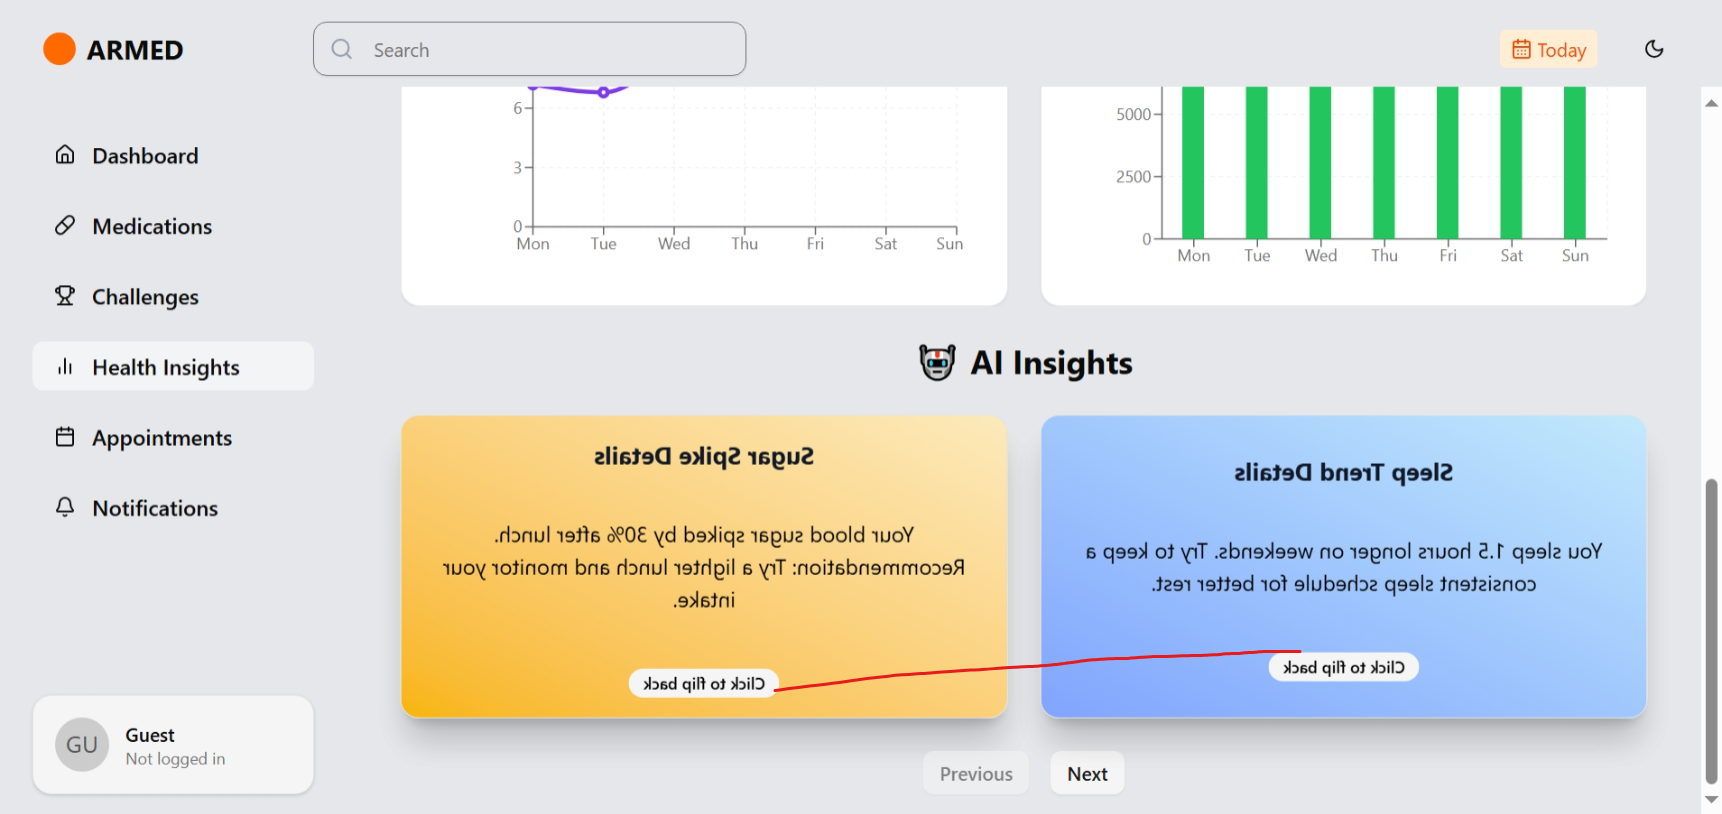 ARMED
Search
Today
Dashboard
Medications
Challenges
Health Insights
Appointments
Notifications
GU
Guest
Not logged in
6
3
0
Mon Tue Wed Thu Fri Sat Sun
5000
2500
0
Mon Tue Wed Thu Fri Sat Sun
AI Insights
Sugar Spike Details
Your blood sugar spiked by 30% after lunch.
Recommendation: Try a lighter lunch and monitor your
intake.
Click to flip back
Sleep Trend Details
You sleep 1.5 hours longer on weekends. Try to keep a
consistent sleep schedule for better rest.
Click to flip back
Previous
Next